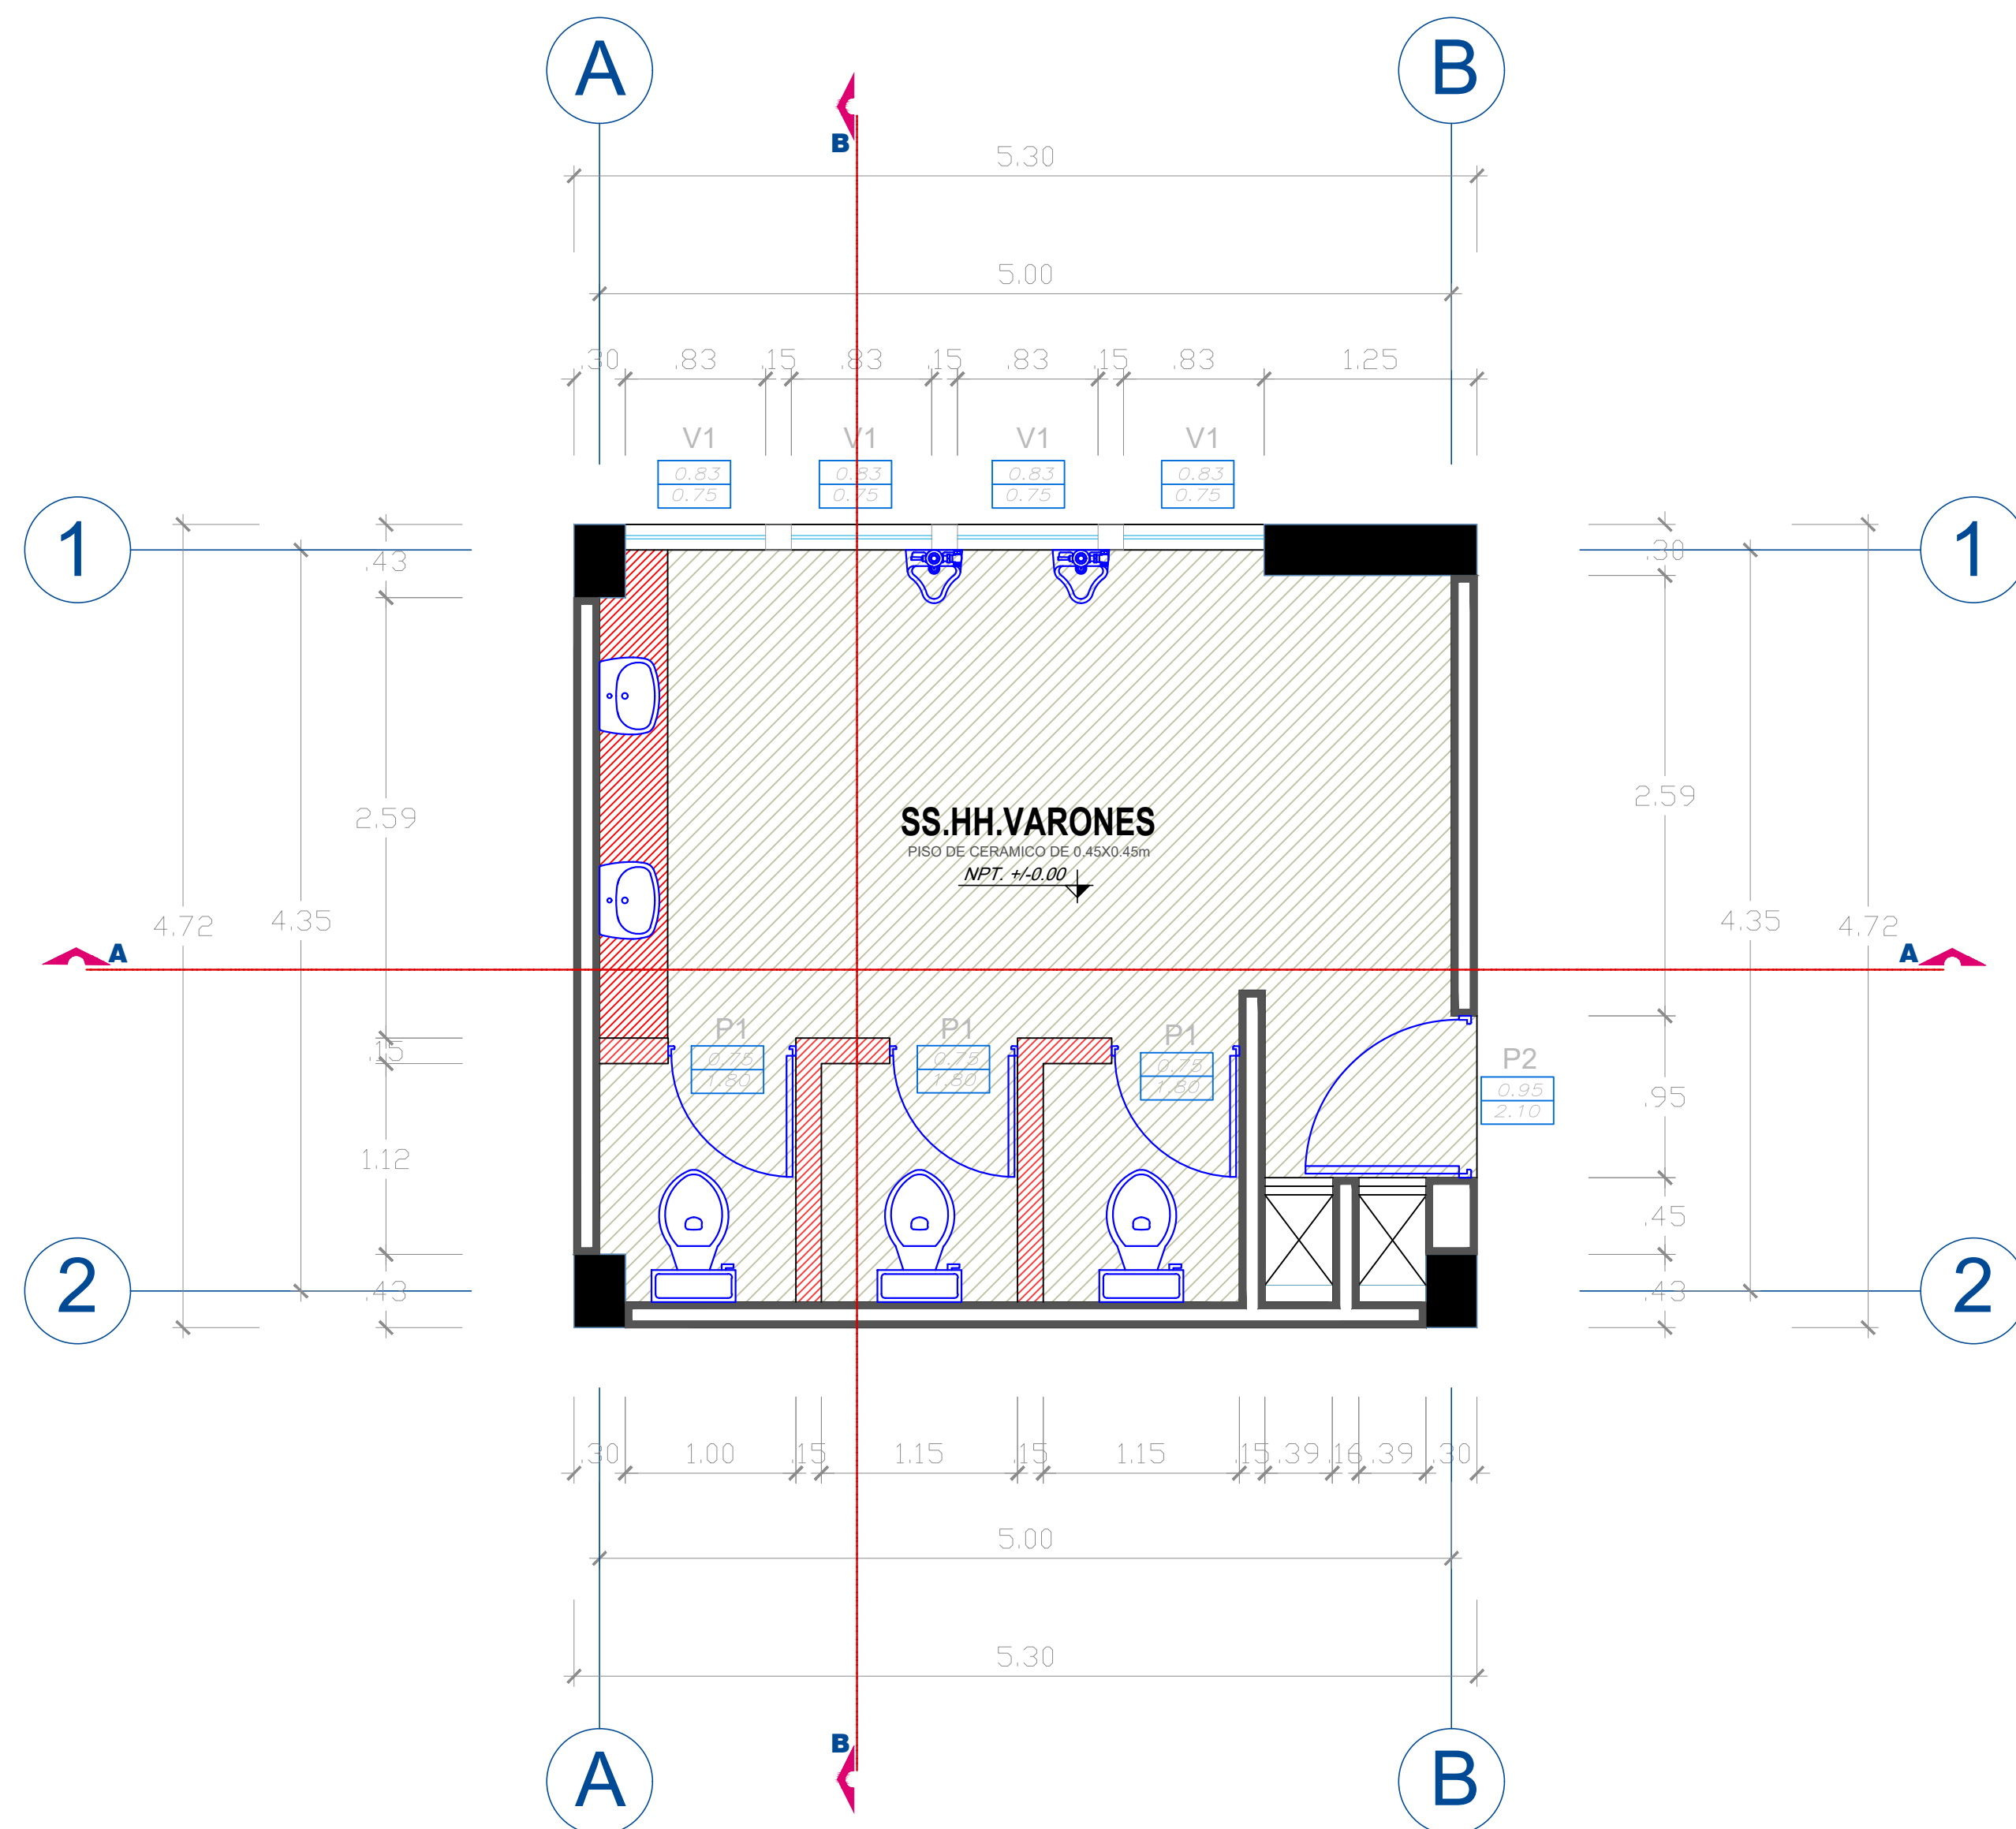 A B
B
5.30
5.00
.30 .83 .15 .83 .15 .83 .15 .83 1.25
V1 V1 V1 V1
0.83 0.83 0.83 0.83
0.75 0.75 0.75 0.75
1 1
.43 .30
2.59 2.59
SS.HH.VARONES
PISO DE CERAMICO DE 0.45X0.45m
NPT. +/-0.00
4.72 4.35 4.35 4.72
A A
P1 P1 P1
0.75 0.75 0.75
1.80 1.80 1.80
P2
0.95
2.10
.15 .95
1.12 .45
2 2
.43 .43
.30 1.00 .15 1.15 .15 1.15 .15 .39 .16 .39 .30
5.00
5.30
B
A B